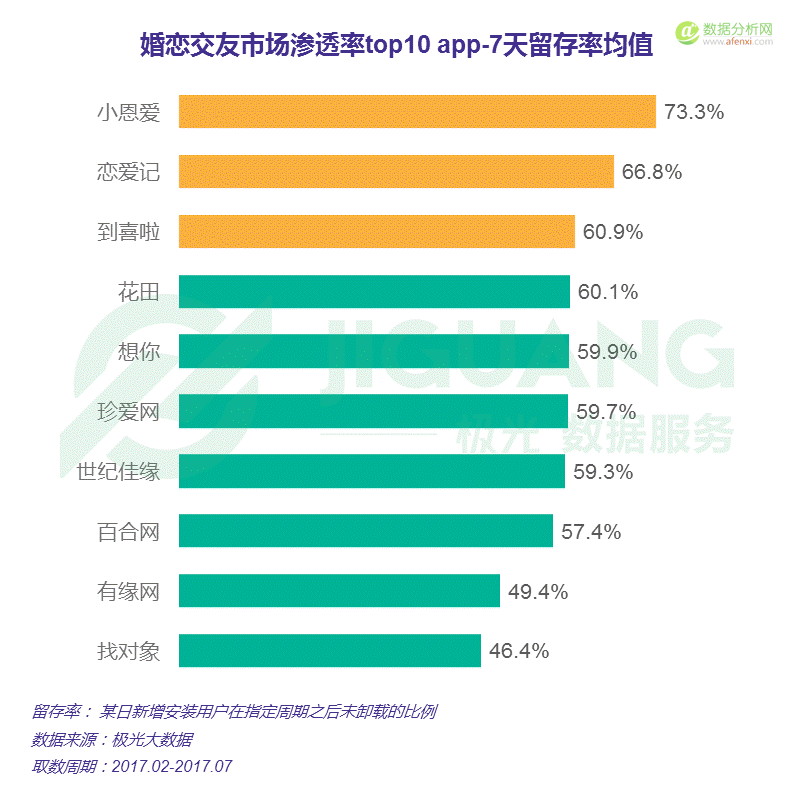 婚恋交友市场渗透率top10 app-7天留存率均值
数据分析网
www.afenxi.com
小恩爱 73.3%
恋爱记 66.8%
到喜啦 60.9%
花田 60.1%
想你 59.9%
珍爱网 59.7%
世纪佳缘 59.3%
百合网 57.4%
有缘网 49.4%
找对象 46.4%
JIGUANG
极光 数据服务
留存率： 某日新增安装用户在指定周期之后未卸载的比例
数据来源：极光大数据
取数周期：2017.02-2017.07